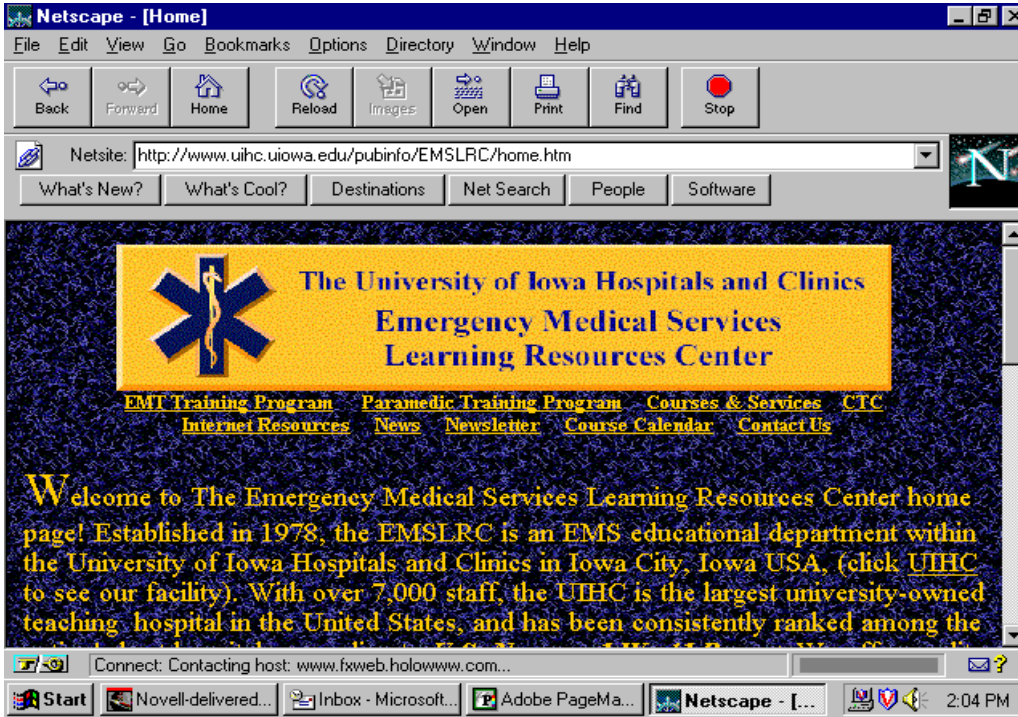 Netscape - [Home]
File Edit View Go Bookmarks Options Directory Window Help
Back Forward Home Reload Images Open Print Find Stop
Netsite: http://www.uihc.uiowa.edu/pubinfo/EMSLRC/home.htm
N
What's New? What's Cool? Destinations Net Search People Software
The University of Iowa Hospitals and Clinics
Emergency Medical Services
Learning Resources Center
EMT Training Program Paramedic Training Program Courses & Services CTC
Internet Resources News Newsletter Course Calendar Contact Us
Welcome to The Emergency Medical Services Learning Resources Center home
page! Established in 1978, the EMSLRC is an EMS educational department within
the University of Iowa Hospitals and Clinics in Iowa City, Iowa USA, (click UIHC
to see our facility). With over 7,000 staff, the UIHC is the largest university-owned
teaching hospital in the United States, and has been consistently ranked among the
Connect: Contacting host: www.fxweb.holowww.com...
Start Novell-delivered... Inbox - Microsoft... Adobe PageMa... Netscape - [... 2:04 PM